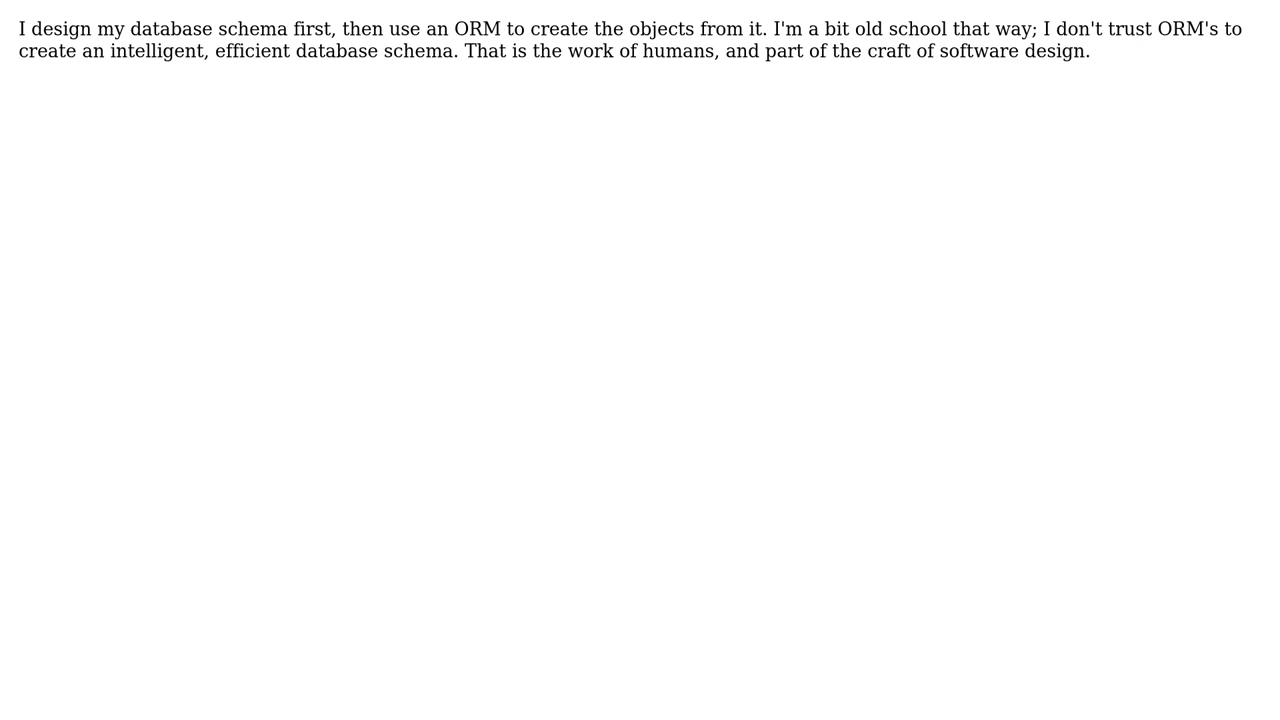 I design my database schema first, then use an ORM to create the objects from it. I'm a bit old school that way; I don't trust ORM's to
create an intelligent, efficient database schema. That is the work of humans, and part of the craft of software design.